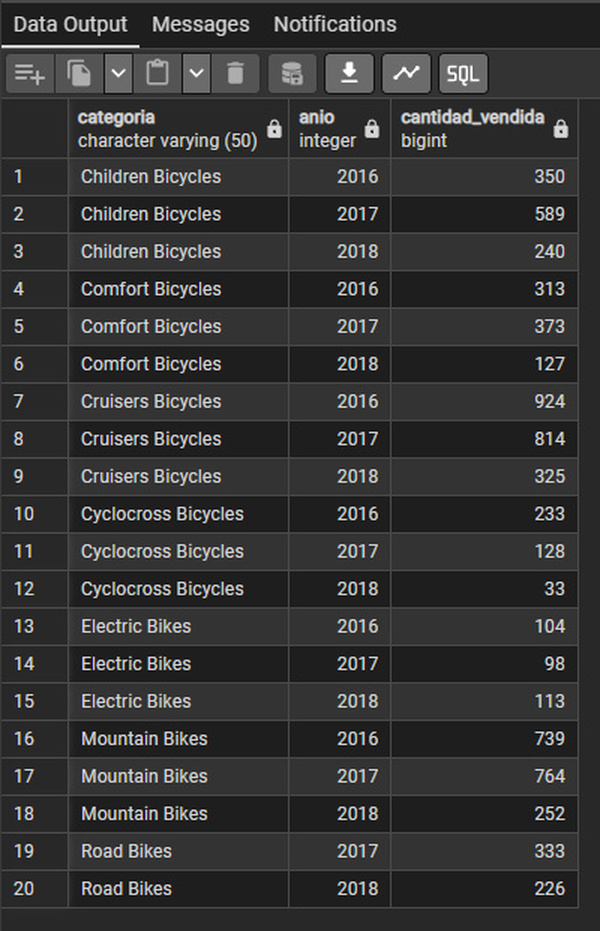 Data Output Messages Notifications
SQL
categoria anio cantidad_vendida
character varying (50) integer bigint
1 Children Bicycles 2016 350
2 Children Bicycles 2017 589
3 Children Bicycles 2018 240
4 Comfort Bicycles 2016 313
5 Comfort Bicycles 2017 373
6 Comfort Bicycles 2018 127
7 Cruisers Bicycles 2016 924
8 Cruisers Bicycles 2017 814
9 Cruisers Bicycles 2018 325
10 Cyclocross Bicycles 2016 233
11 Cyclocross Bicycles 2017 128
12 Cyclocross Bicycles 2018 33
13 Electric Bikes 2016 104
14 Electric Bikes 2017 98
15 Electric Bikes 2018 113
16 Mountain Bikes 2016 739
17 Mountain Bikes 2017 764
18 Mountain Bikes 2018 252
19 Road Bikes 2017 333
20 Road Bikes 2018 226